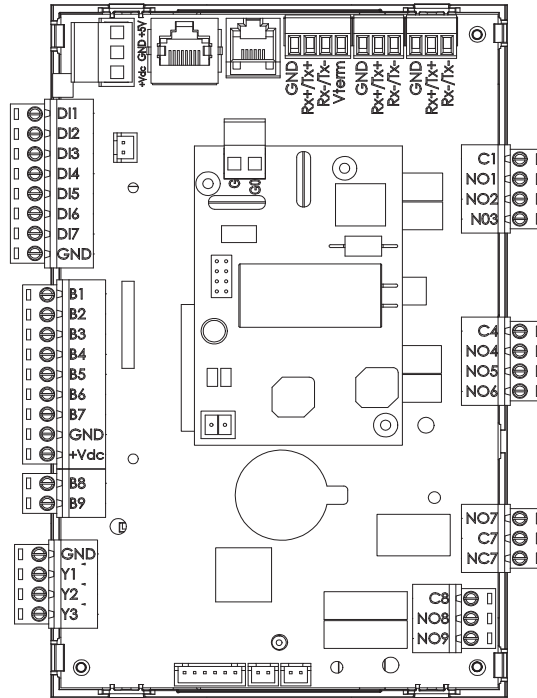 +Vdc GND +5V
GND
Rx+/Tx+
Rx-/Tx-
Vterm
GND
Rx+/Tx+
Rx-/Tx-
GND
Rx+/Tx+
Rx-/Tx-
DI1
DI2
DI3
DI4
DI5
DI6
DI7
GND
G
G0
C1
NO1
NO2
N03
B1
B2
B3
B4
B5
B6
B7
GND
+Vdc
B8
B9
C4
NO4
NO5
NO6
NO7
C7
NC7
GND
Y1
Y2
Y3
C8
NO8
NO9